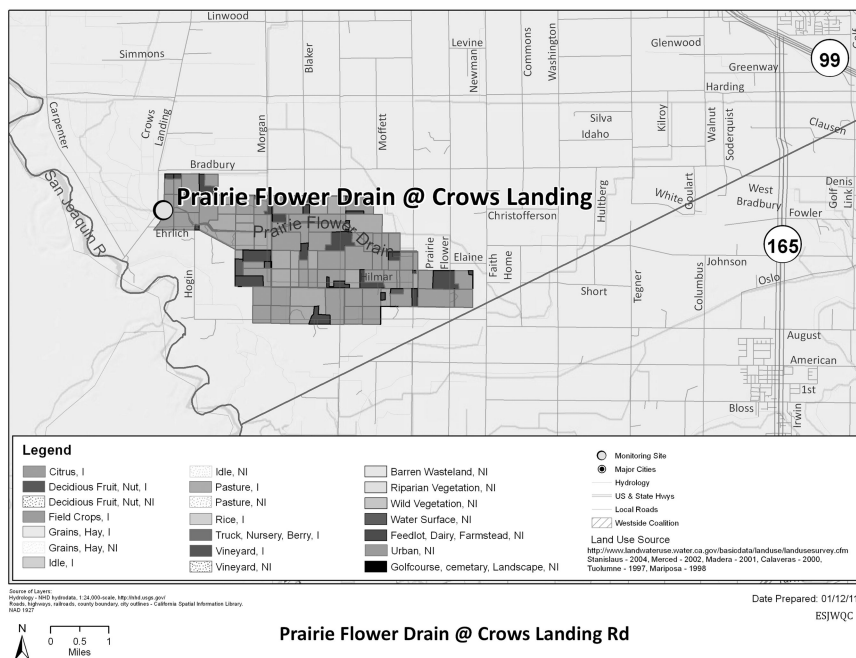 Linwood
Simmons
Blaker
Levine
Newman
Commons
Washington
Glenwood
Greenway
99
Golf
Harding
Carpenter
Crows
Landing
Morgan
Moffett
Silva
Idaho
Kilroy
Walnut
Soderquist
Clausen
Bradbury
San Joaquin R
Prairie Flower Drain @ Crows Landing
Ehrlich
Prairie Flower Drain
Christofferson
Hultberg
White
Goulart
West
Bradbury
Denis
Golf
Link
Fowler
165
Hogin
Hilmar
Prairie
Flower
Elaine
Faith
Home
Short
Tegner
Columbus
Johnson
Oslo
August
American
1st
Bloss
Irwin
Legend
Citrus, I
Decidious Fruit, Nut, I
Decidious Fruit, Nut, NI
Field Crops, I
Grains, Hay, I
Grains, Hay, NI
Idle, I
Idle, NI
Pasture, I
Pasture, NI
Rice, I
Truck, Nursery, Berry, I
Vineyard, I
Vineyard, NI
Barren Wasteland, NI
Riparian Vegetation, NI
Wild Vegetation, NI
Water Surface, NI
Feedlot, Dairy, Farmstead, NI
Urban, NI
Golfcourse, cemetary, Landscape, NI
Monitoring Site
Major Cities
Hydrology
US & State Hwys
Local Roads
Westside Coalition
Land Use Source
http://www.landwateruse.water.ca.gov/basicdata/landuse/landusesurvey.cfm
Stanislaus - 2004, Merced - 2002, Madera - 2001, Calaveras - 2000,
Tuolumne - 1997, Mariposa - 1998
Source of Layers:
Hydrology - NHD hydrodata, 1:24,000-scale, http://nhd.usgs.gov/
Roads, highways, railroads, county boundary, city outlines - California Spatial Information Library,
NAD 1927
Date Prepared: 01/12/11
ESJWQC
N
0 0.5 1
Miles
Prairie Flower Drain @ Crows Landing Rd